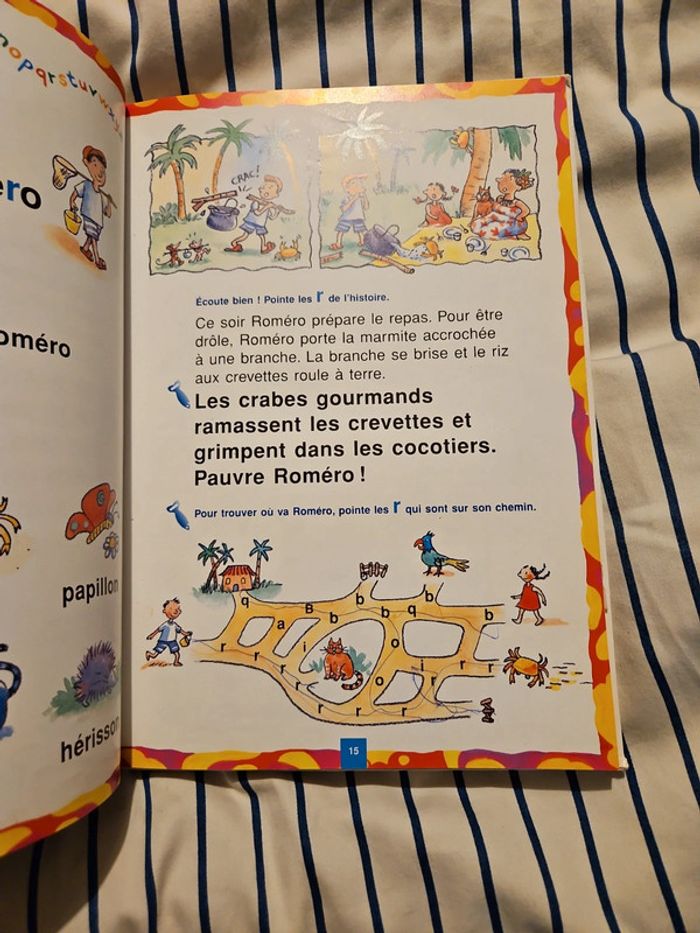 nopqrstuvwxy
ero
oméro
papillon
hérisson
CRAC!
Écoute bien ! Pointe les r de l'histoire.
Ce soir Roméro prépare le repas. Pour être
drôle, Roméro porte la marmite accrochée
à une branche. La branche se brise et le riz
aux crevettes roule à terre.
Les crabes gourmands
ramassent les crevettes et
grimpent dans les cocotiers.
Pauvre Roméro !
Pour trouver où va Roméro, pointe les r qui sont sur son chemin.
q B b b q b b
a b o
r r i i r r
r r r o
r r r r
15